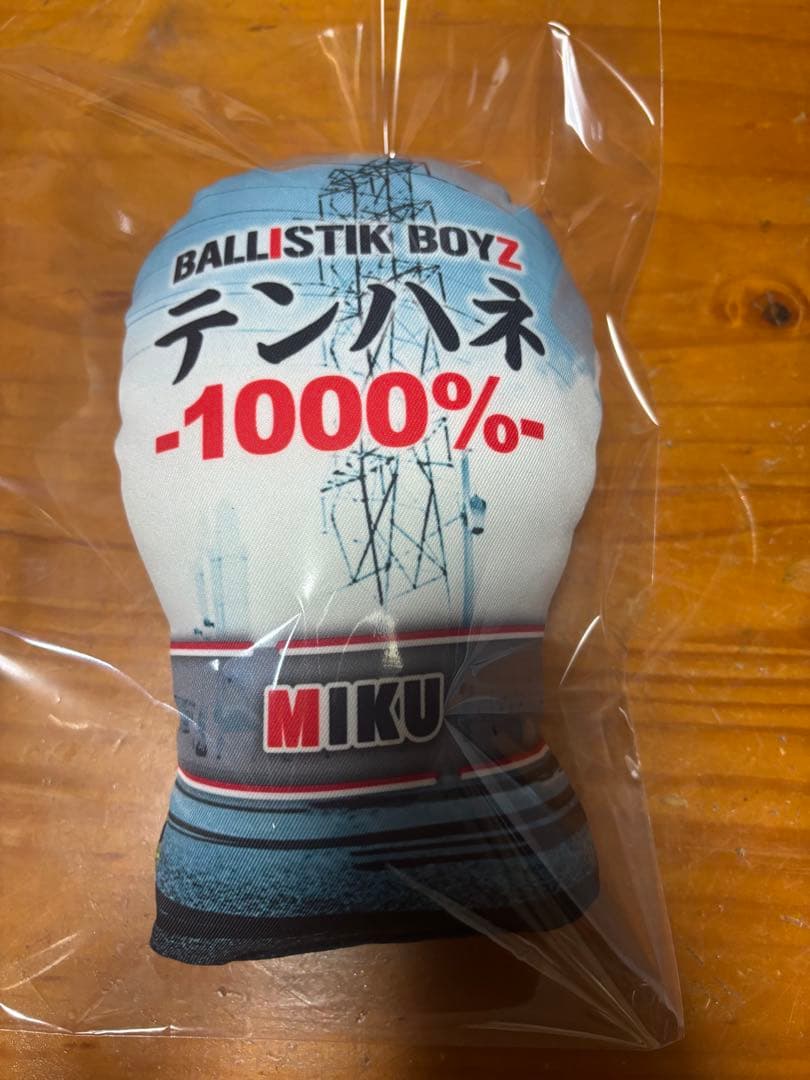 BALLISTIK BOYZ
テンハネ
-1000%-
MIKU